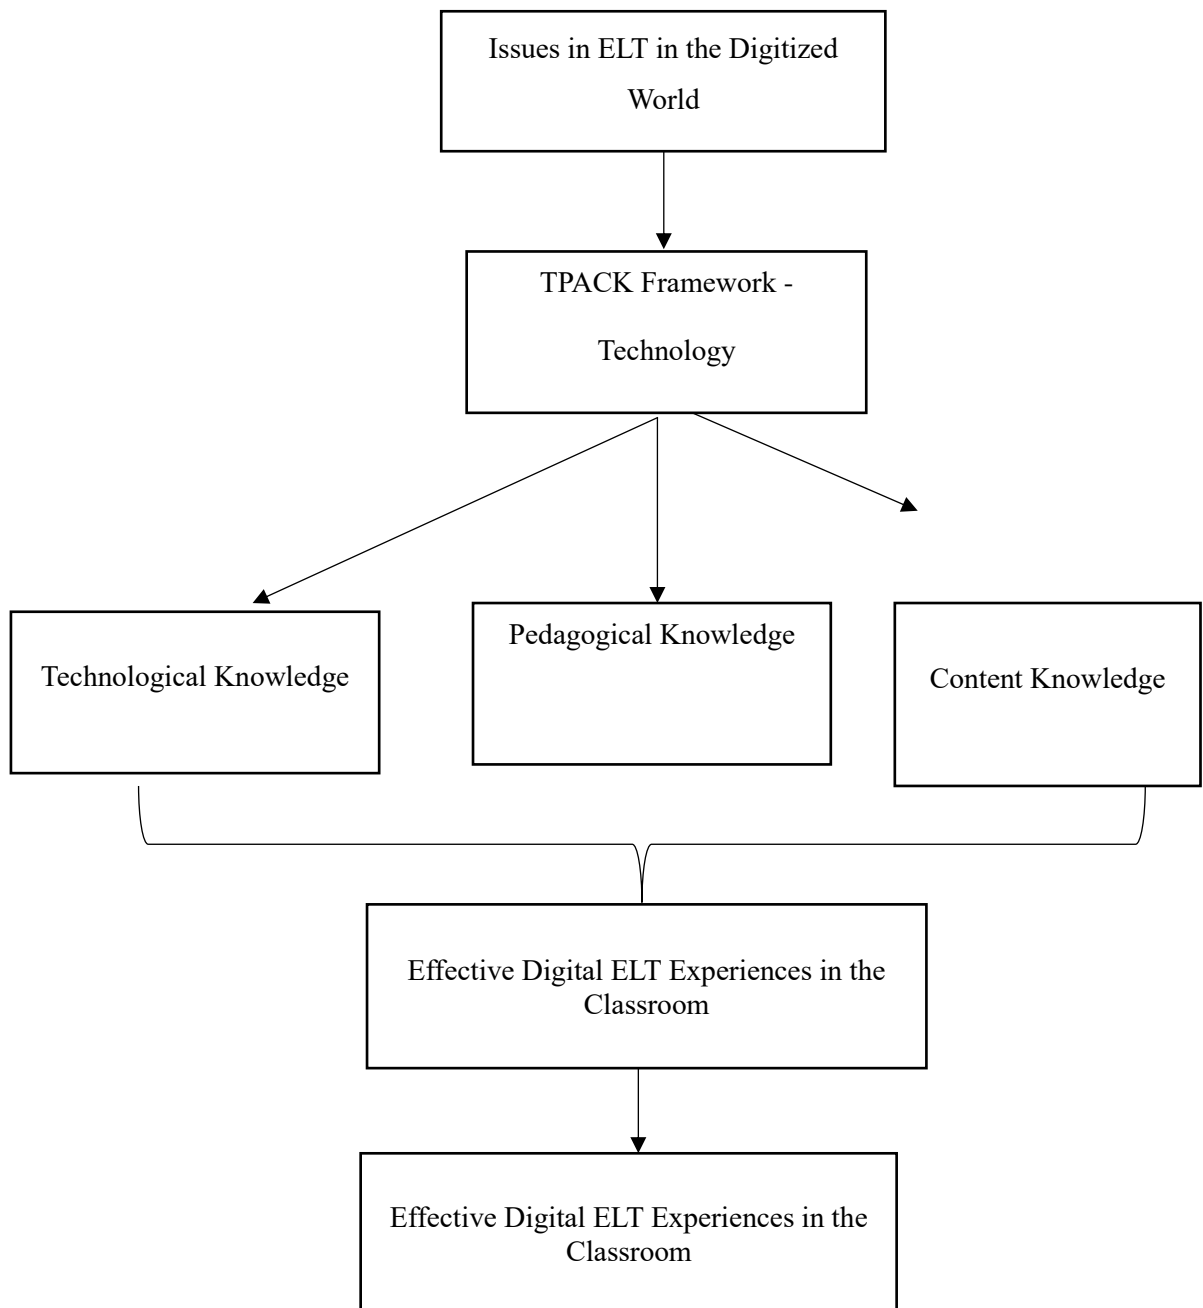 Issues in ELT in the Digitized
World
TPACK Framework -
Technology
Technological Knowledge
Pedagogical Knowledge
Content Knowledge
Effective Digital ELT Experiences in the
Classroom
Effective Digital ELT Experiences in the
Classroom